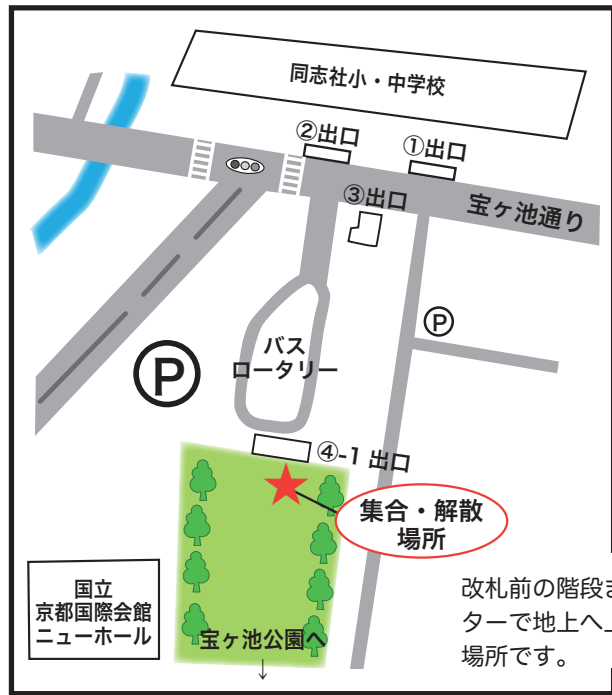 同志社小・中学校
②出口
①出口
③出口
宝ヶ池通り
P
バス
ロータリー
P
④-1 出口
集合・解散
場所
国立
京都国際会館
ニューホール
宝ヶ池公園へ
↓
改札前の階段ま
ターで地上へ上
場所です。